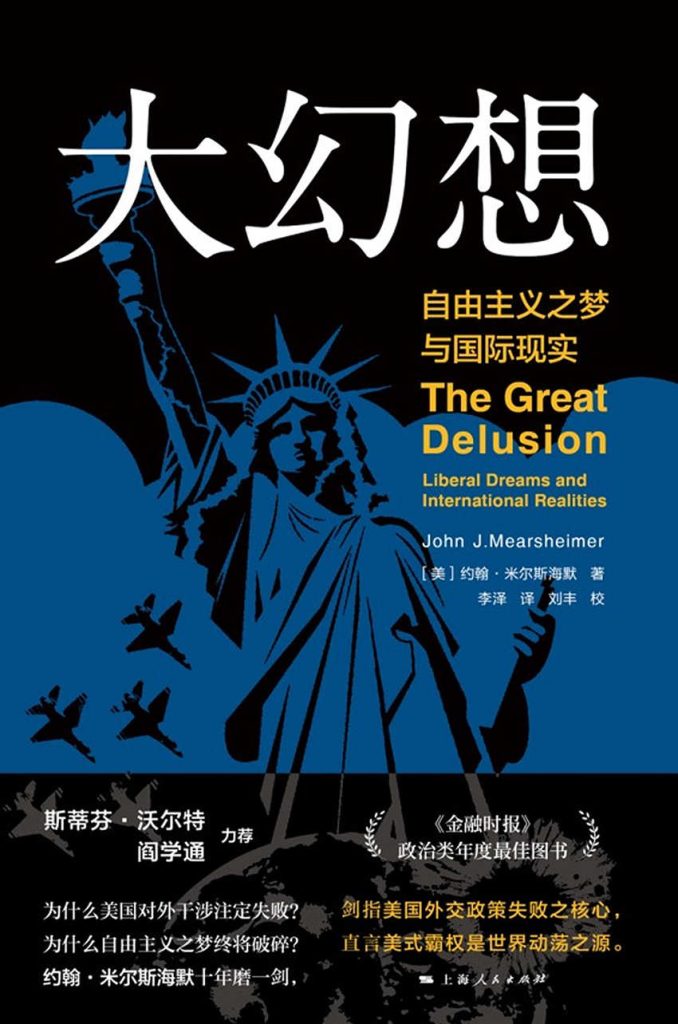 大幻想
自由主义之梦
与国际现实
The Great
Delusion
Liberal Dreams and
International Realities
John J.Mearsheimer
［美］约翰·米尔斯海默 著
李泽 译 刘丰 校
斯蒂芬·沃尔特
阎学通
力荐
《金融时报》
政治类年度最佳图书
为什么美国对外干涉注定失败？
为什么自由主义之梦终将破碎？
约翰·米尔斯海默十年磨一剑，
剑指美国外交政策失败之核心，
直言美式霸权是世界动荡之源。
上海人民出版社